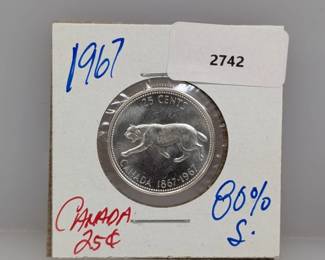 1967
2742
25 CENTS
CANADA 1867-1967
CANADA
25¢
80%
S.